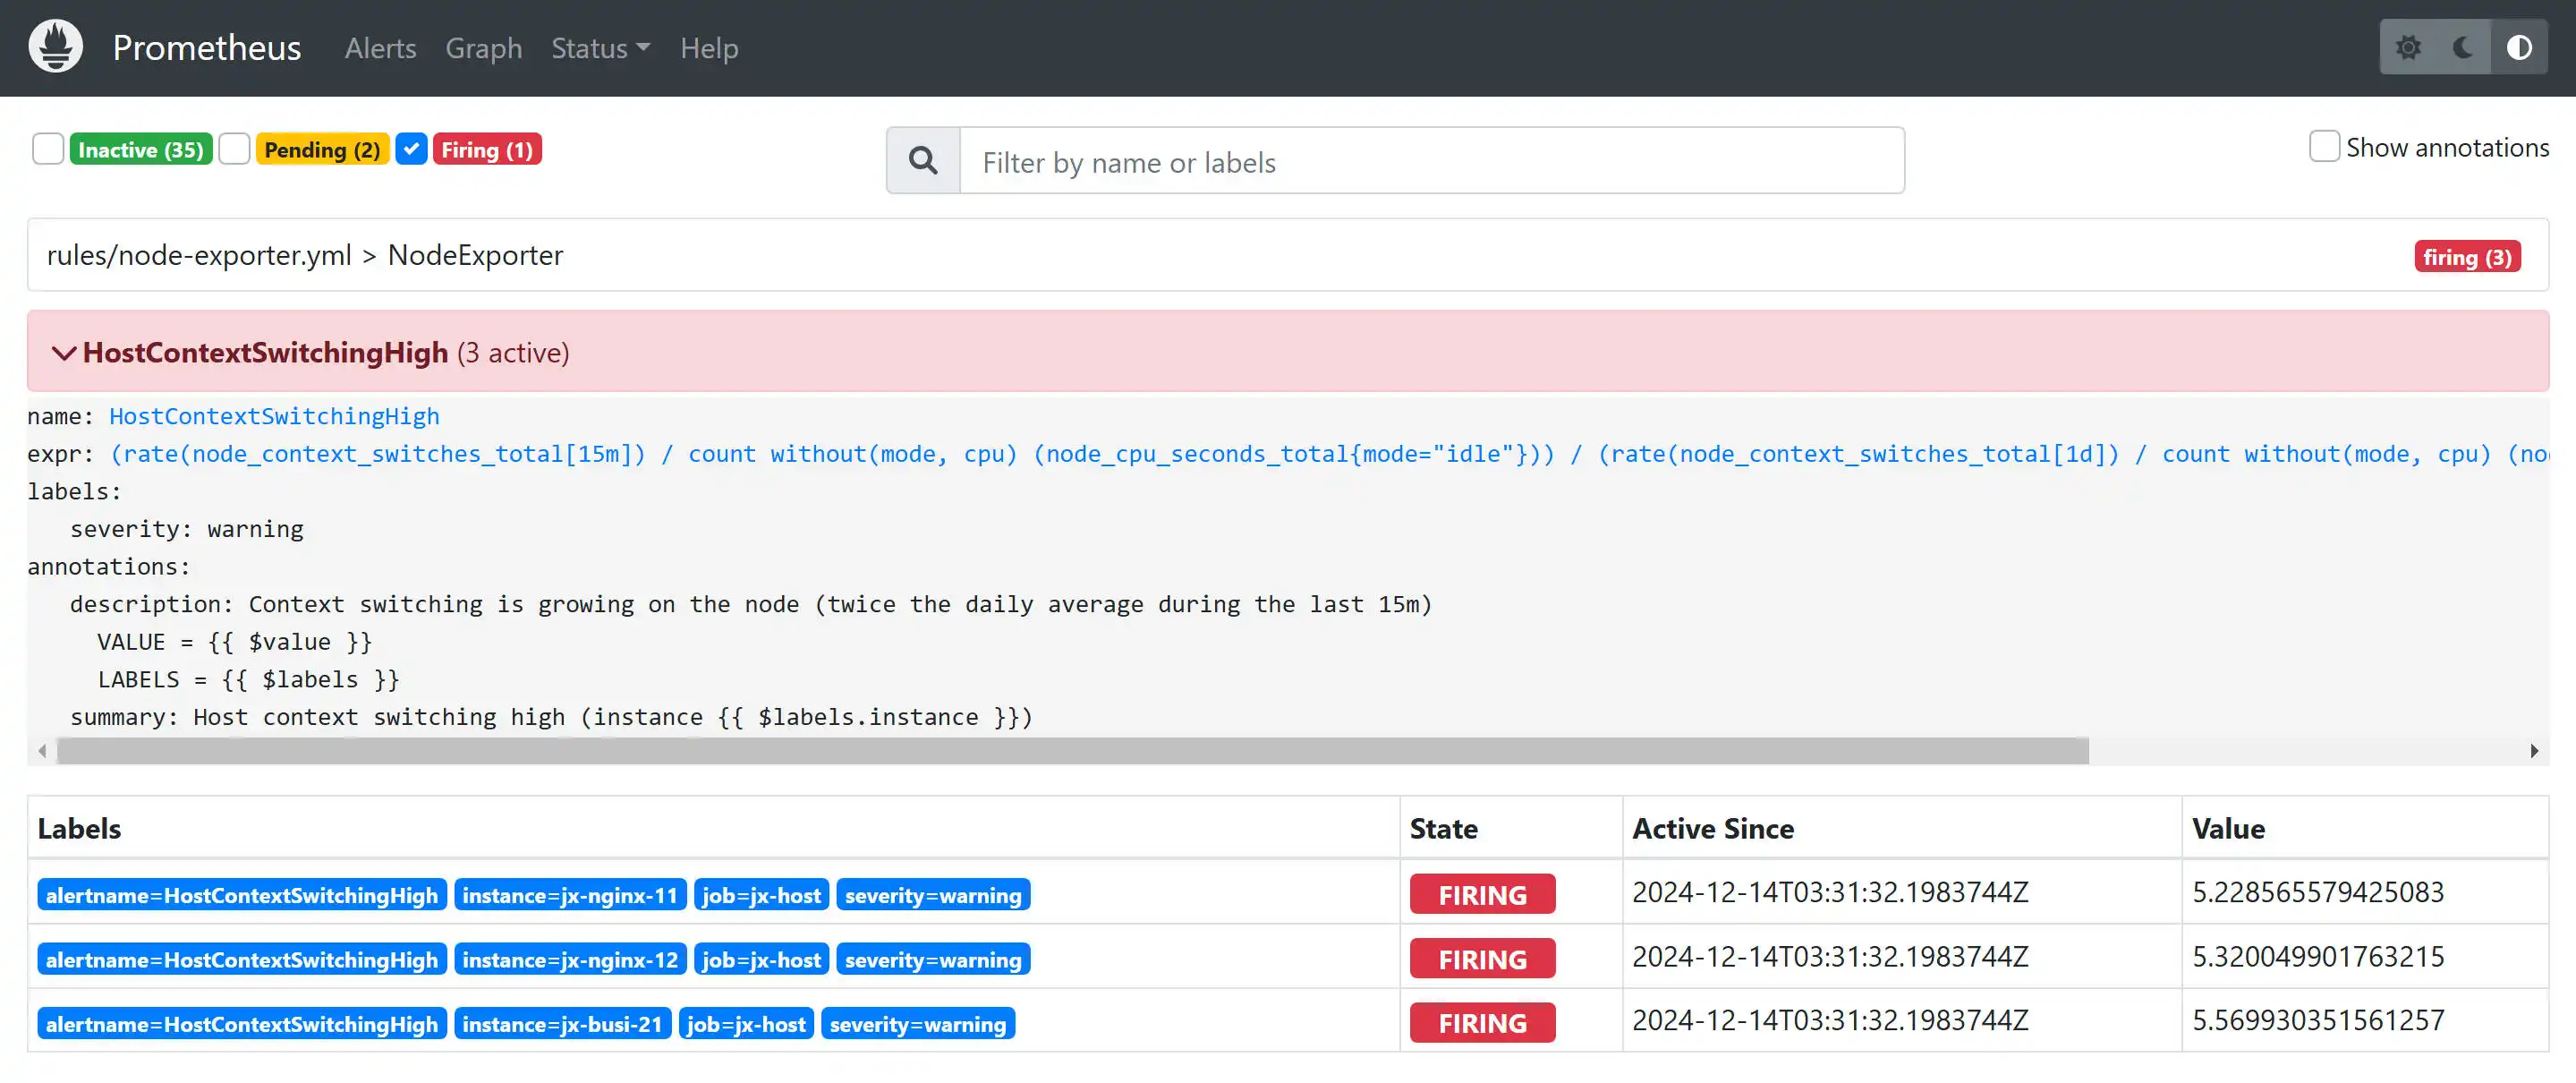 Prometheus Alerts Graph Status Help
Inactive (35) Pending (2) Firing (1) Filter by name or labels Show annotations
rules/node-exporter.yml > NodeExporter firing (3)
HostContextSwitchingHigh (3 active)
name: HostContextSwitchingHigh
expr: (rate(node_context_switches_total[15m]) / count without(mode, cpu) (node_cpu_seconds_total{mode="idle"})) / (rate(node_context_switches_total[1d]) / count without(mode, cpu) (no
labels:
severity: warning
annotations:
description: Context switching is growing on the node (twice the daily average during the last 15m)
VALUE = {{ $value }}
LABELS = {{ $labels }}
summary: Host context switching high (instance {{ $labels.instance }})
Labels State Active Since Value
alertname=HostContextSwitchingHigh instance=jx-nginx-11 job=jx-host severity=warning FIRING 2024-12-14T03:31:32.1983744Z 5.228565579425083
alertname=HostContextSwitchingHigh instance=jx-nginx-12 job=jx-host severity=warning FIRING 2024-12-14T03:31:32.1983744Z 5.320049901763215
alertname=HostContextSwitchingHigh instance=jx-busi-21 job=jx-host severity=warning FIRING 2024-12-14T03:31:32.1983744Z 5.569930351561257